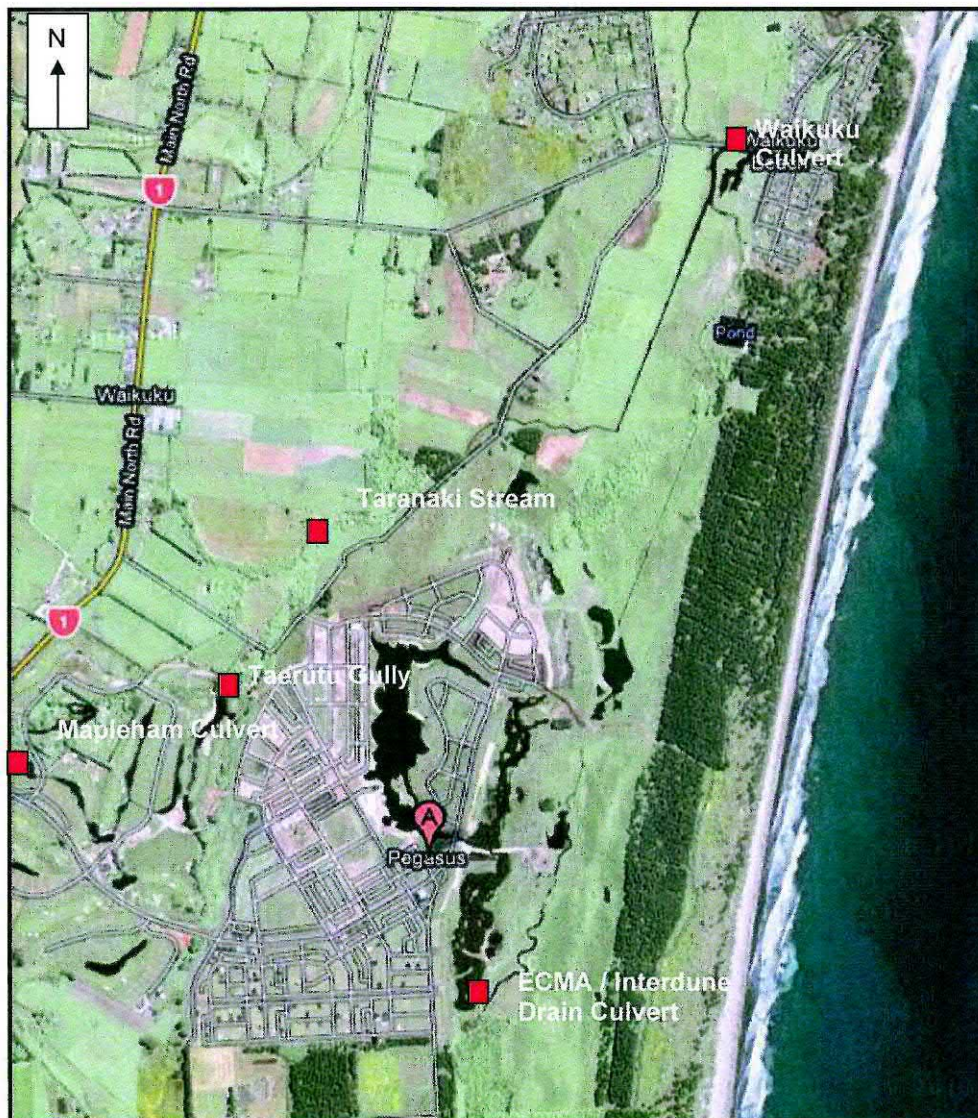 N
Main North Rd
1
Waikuku
Culvert
Waikuku
Beach
Pond
Waikuku
Main North Rd
Taranaki Stream
1
Taerutu Gully
Mapleham Culvert
A
Pegasus
ECMA / Interdune
Drain Culvert